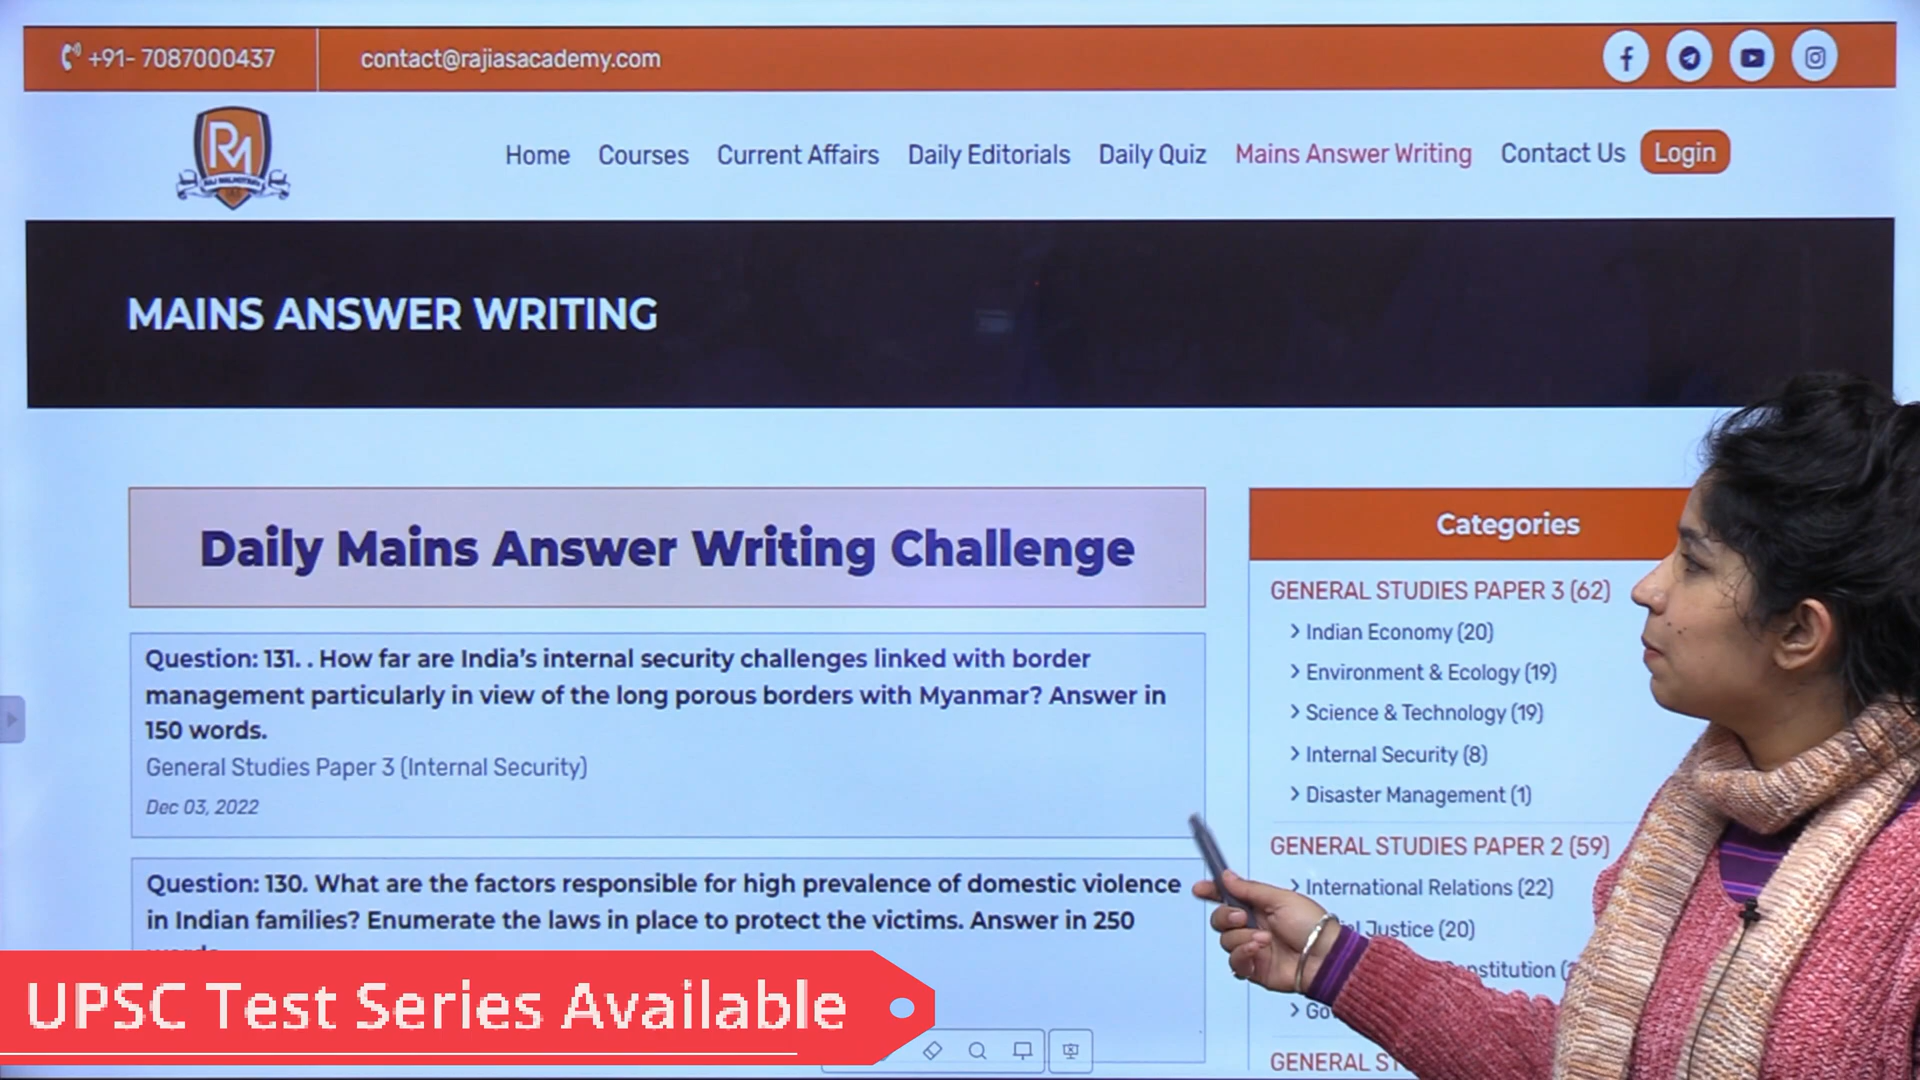 +91- 7087000437
contact@rajiasacademy.com
RM
Home Courses Current Affairs Daily Editorials Daily Quiz Mains Answer Writing Contact Us Login
MAINS ANSWER WRITING
Daily Mains Answer Writing Challenge
Question: 131. . How far are India’s internal security challenges linked with border
management particularly in view of the long porous borders with Myanmar? Answer in
150 words.
General Studies Paper 3 (Internal Security)
Dec 03, 2022
Question: 130. What are the factors responsible for high prevalence of domestic violence
in Indian families? Enumerate the laws in place to protect the victims. Answer in 250
Categories
GENERAL STUDIES PAPER 3 (62)
Indian Economy (20)
Environment & Ecology (19)
Science & Technology (19)
Internal Security (8)
Disaster Management (1)
GENERAL STUDIES PAPER 2 (59)
International Relations (22)
Justice (20)
GENERAL
UPSC Test Series Available